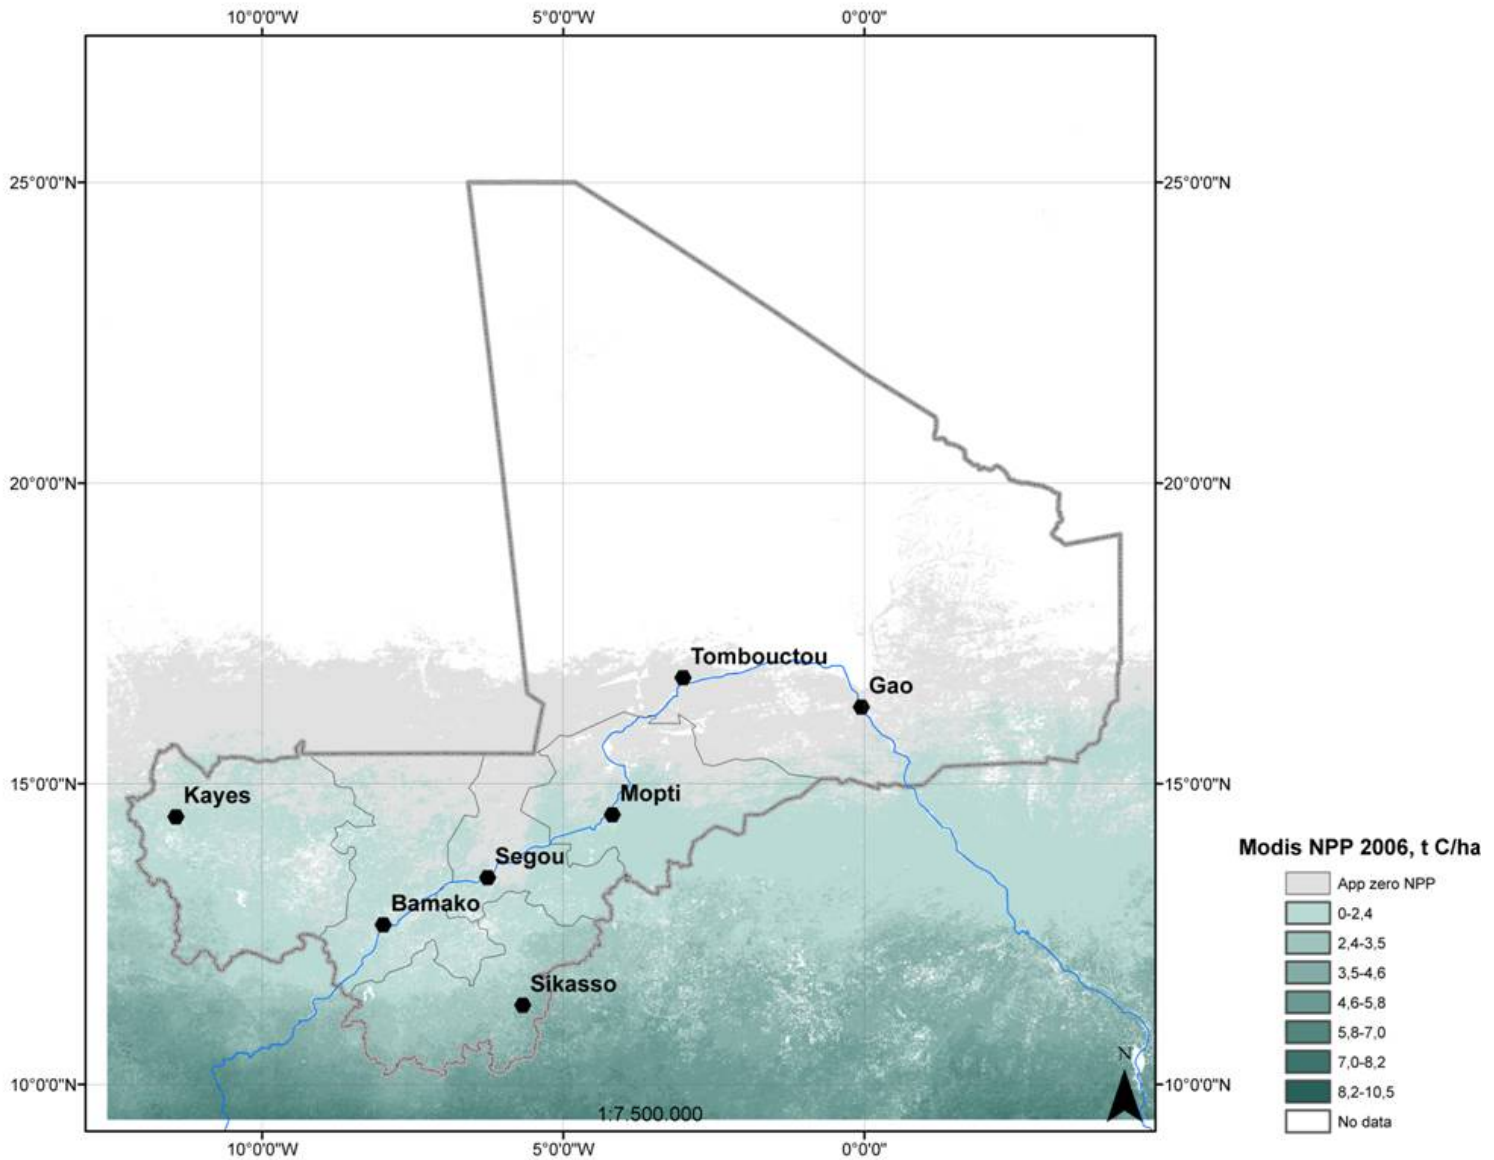 10°0'0"W 5°0'0"W 0°0'0"
25°0'0"N 25°0'0"N
20°0'0"N 20°0'0"N
Tombouctou
Gao
15°0'0"N 15°0'0"N
Kayes
Mopti
Segou
Bamako
Sikasso
N
10°0'0"N 10°0'0"N
1:7.500.000
10°0'0"W 5°0'0"W 0°0'0"
Modis NPP 2006, t C/ha
App zero NPP
0-2,4
2,4-3,5
3,5-4,6
4,6-5,8
5,8-7,0
7,0-8,2
8,2-10,5
No data